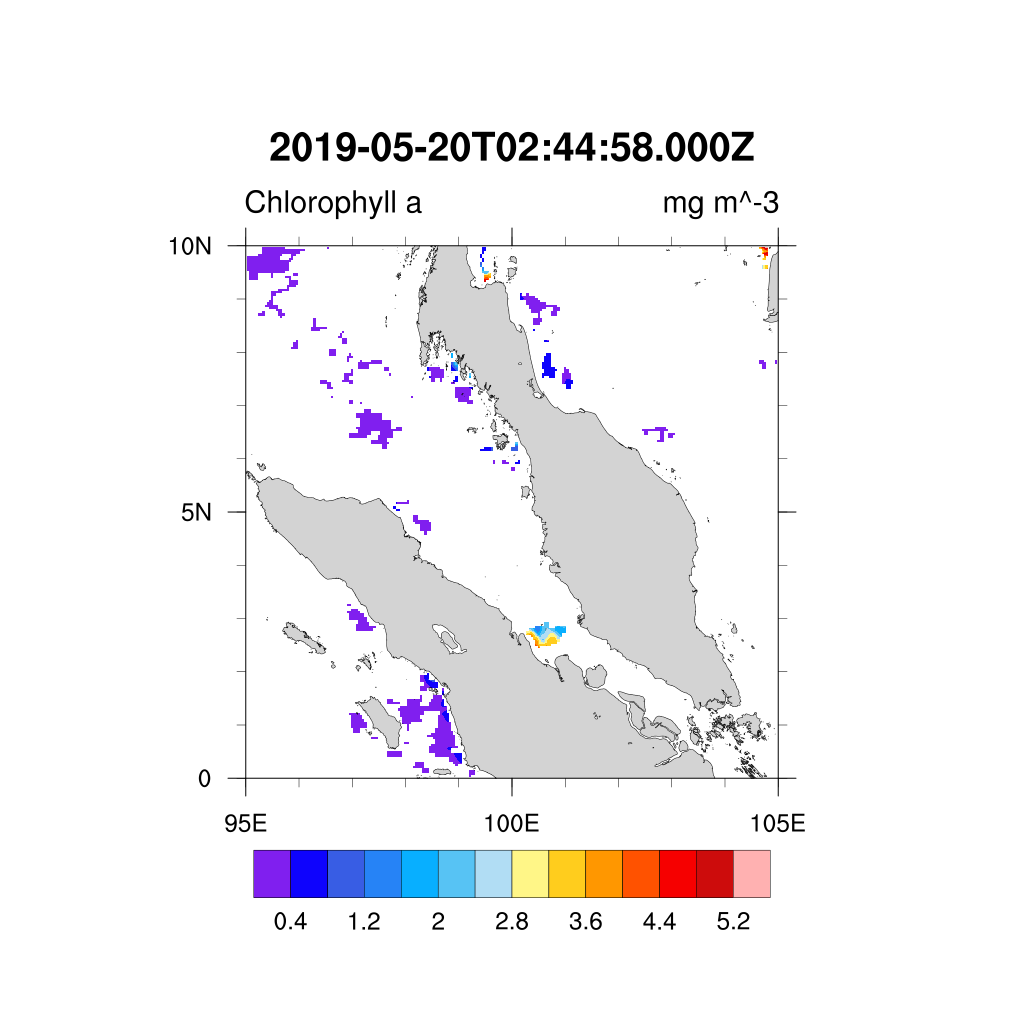 2019-05-20T02:44:58.000Z
Chlorophyll a mg m^-3
10N
5N
0
95E 100E 105E
0.4 1.2 2 2.8 3.6 4.4 5.2